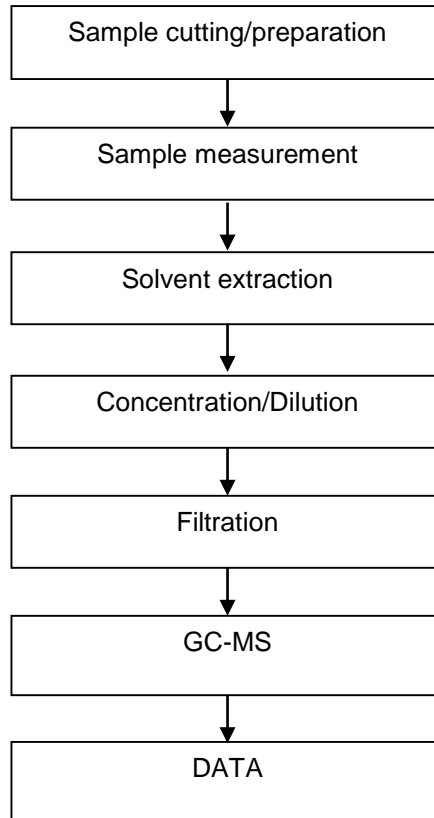 Sample cutting/preparation
Sample measurement
Solvent extraction
Concentration/Dilution
Filtration
GC-MS
DATA